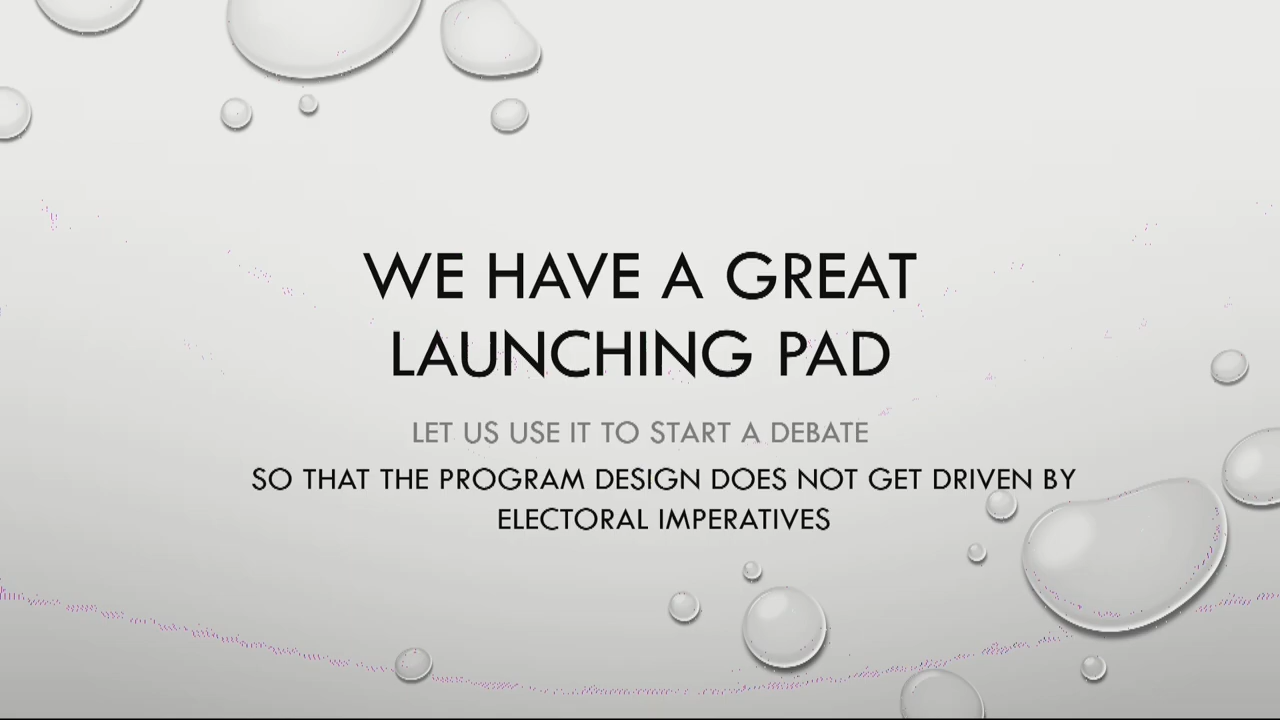 WE HAVE A GREAT
LAUNCHING PAD
LET US USE IT TO START A DEBATE
SO THAT THE PROGRAM DESIGN DOES NOT GET DRIVEN BY
ELECTORAL IMPERATIVES